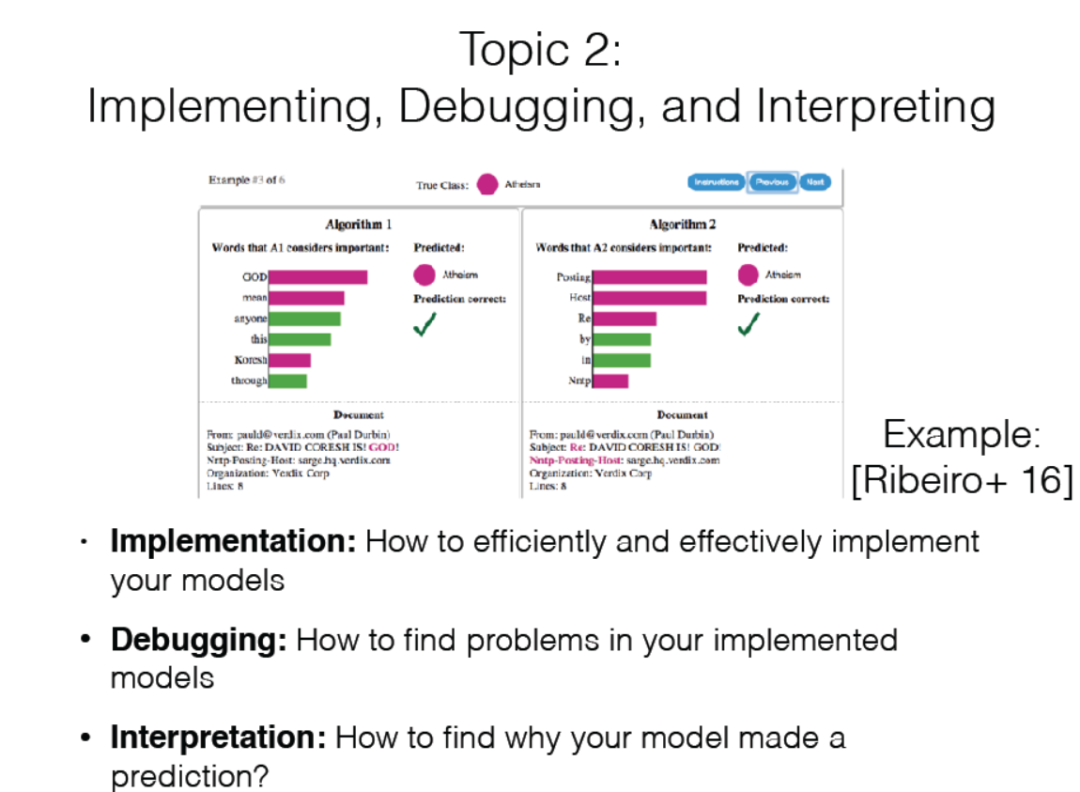 Topic 2:
Implementing, Debugging, and Interpreting
Example #3 of 6
True Class:
Atheism
Instructions
Previous
Next
Algorithm 1
Words that A1 considers important:
Predicted:
GOD
mean
anyone
this
Koresh
through
Atheism
Prediction correct:
Document
From: pauld@verdix.com (Paul Durbin)
Subject: Re: DAVID CORESH IS! GOD!
Nntp-Posting-Host: sarge.hq.verdix.com
Organization: Verdix Corp
Lines: 8
Algorithm 2
Words that A2 considers important:
Predicted:
Posting
Host
Re
by
in
Nntp
Atheism
Prediction correct:
Document
From: pauld@verdix.com (Paul Durbin)
Subject: Re: DAVID CORESH IS! GOD!
Nntp-Posting-Host: sarge.hq.verdix.com
Organization: Verdix Corp
Lines: 8
Example:
[Ribeiro+ 16]
• Implementation: How to efficiently and effectively implement
your models
• Debugging: How to find problems in your implemented
models
• Interpretation: How to find why your model made a
prediction?